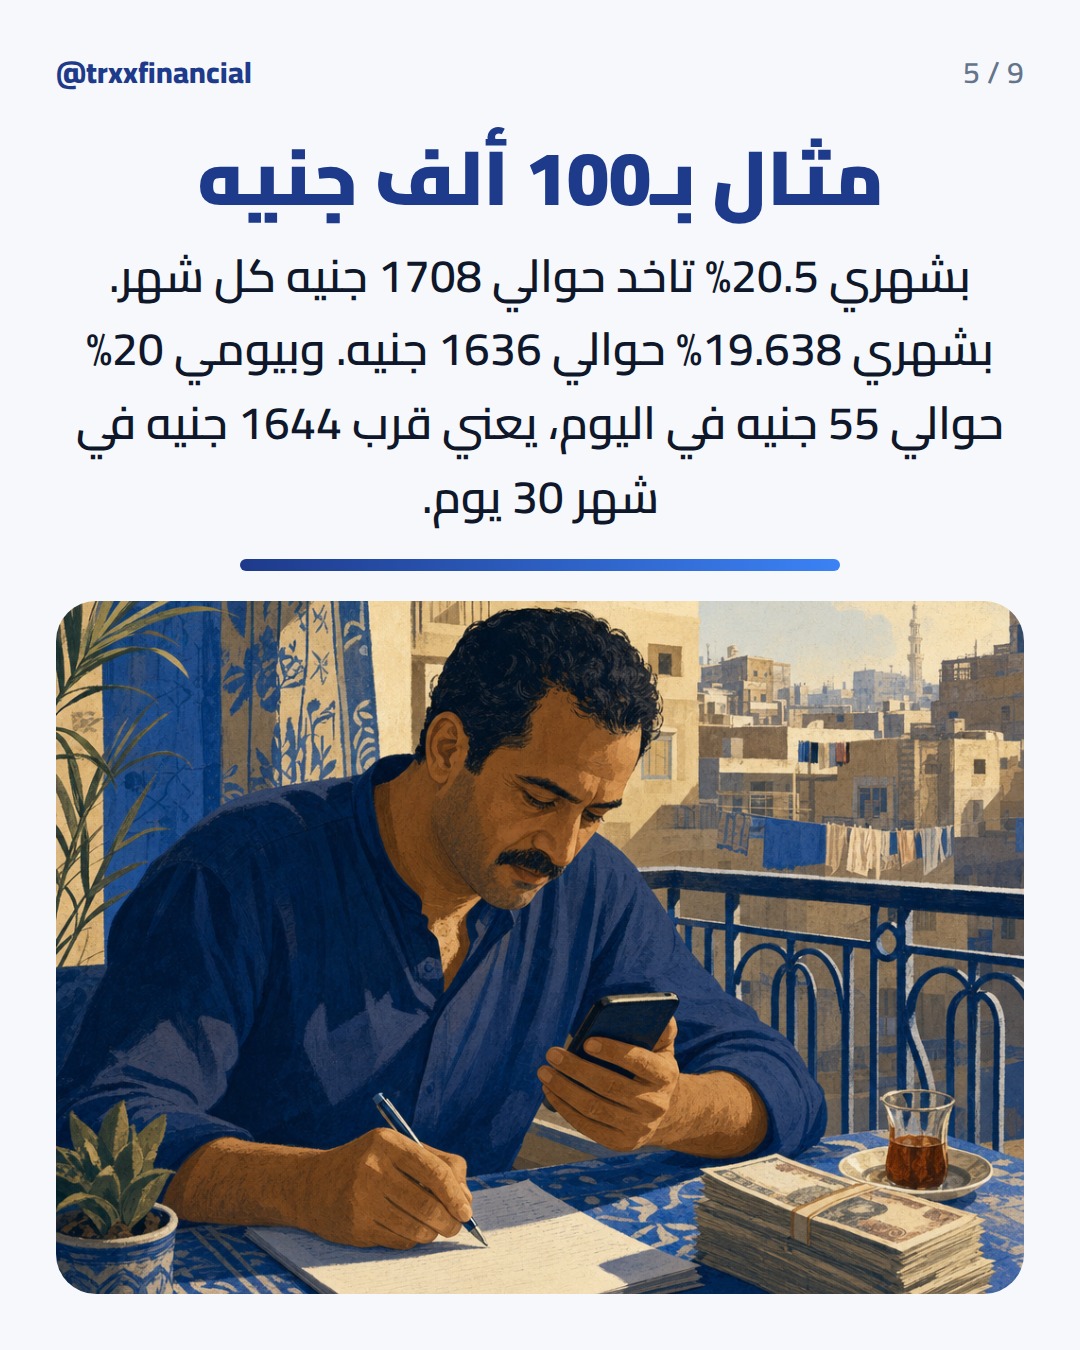 @trxxfinancial
5 / 9
مثال بـ100 ألف جنيه
بشهري 20.5% تاخد حوالي 1708 جنيه كل شهر.
بشهري 19.638% حوالي 1636 جنيه. وبيومي 20%
حوالي 55 جنيه في اليوم، يعني قرب 1644 جنيه في
شهر 30 يوم.